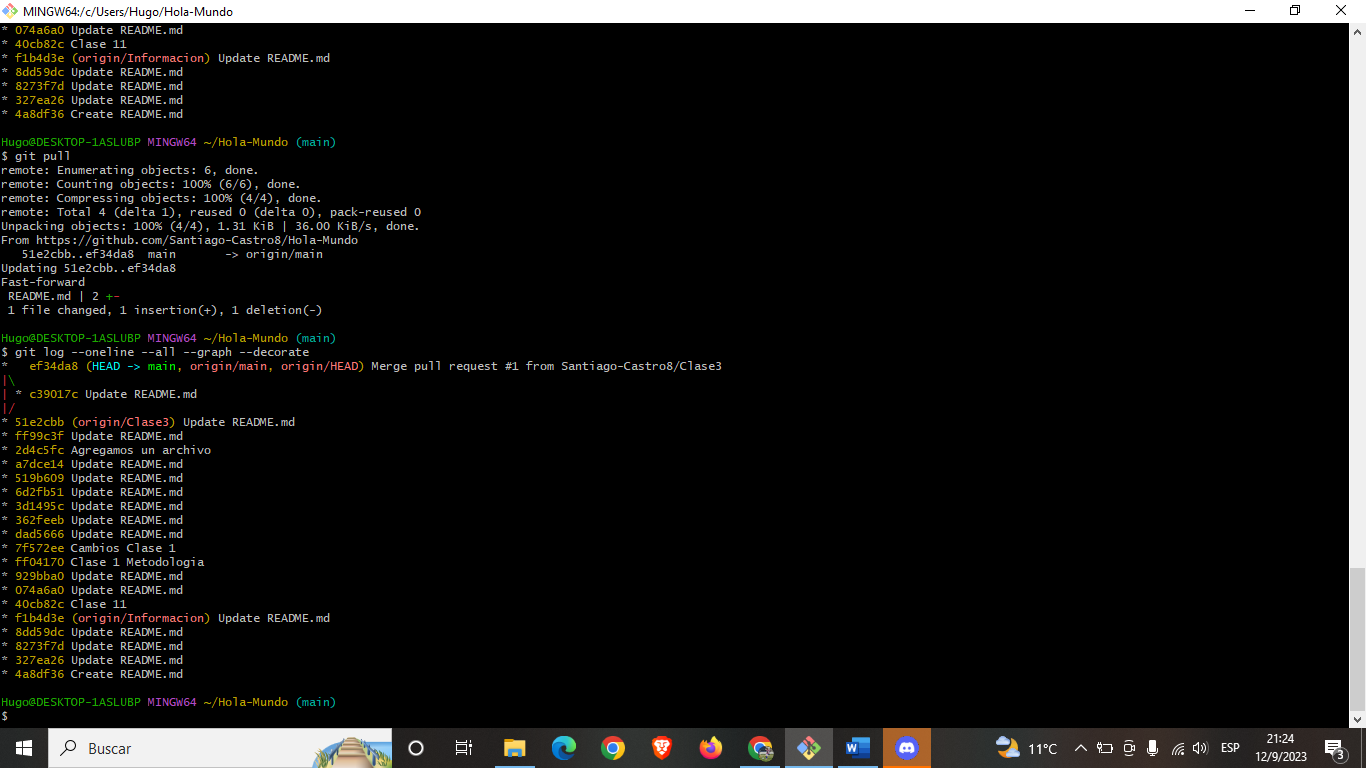 MINGW64:/c/Users/Hugo/Hola-Mundo
* 074a6a0 Update README.md
* 40cb82c Clase 11
* f1b4d3e (origin/Informacion) Update README.md
* 8dd59dc Update README.md
* 8273f7d Update README.md
* 327ea26 Update README.md
* 4a8df36 Create README.md
Hugo@DESKTOP-1ASLUBP MINGW64 ~/Hola-Mundo (main)
$ git pull
remote: Enumerating objects: 6, done.
remote: Counting objects: 100% (6/6), done.
remote: Compressing objects: 100% (4/4), done.
remote: Total 4 (delta 1), reused 0 (delta 0), pack-reused 0
Unpacking objects: 100% (4/4), 1.31 KiB | 36.00 KiB/s, done.
From https://github.com/Santiago-Castro8/Hola-Mundo
   51e2cbb..ef34da8  main       -> origin/main
Updating 51e2cbb..ef34da8
Fast-forward
 README.md | 2 +-
 1 file changed, 1 insertion(+), 1 deletion(-)
Hugo@DESKTOP-1ASLUBP MINGW64 ~/Hola-Mundo (main)
$ git log --oneline --all --graph --decorate
*   ef34da8 (HEAD -> main, origin/main, origin/HEAD) Merge pull request #1 from Santiago-Castro8/Clase3
|\
| * c39017c Update README.md
|/
* 51e2cbb (origin/Clase3) Update README.md
* ff99c3f Update README.md
* 2d4c5fc Agregamos un archivo
* a7dce14 Update README.md
* 519b609 Update README.md
* 6d2fb51 Update README.md
* 3d1495c Update README.md
* 362feeb Update README.md
* dad5666 Update README.md
* 7f572ee Cambios Clase 1
* ff04170 Clase 1 Metodologia
* 929bba0 Update README.md
* 074a6a0 Update README.md
* 40cb82c Clase 11
* f1b4d3e (origin/Informacion) Update README.md
* 8dd59dc Update README.md
* 8273f7d Update README.md
* 327ea26 Update README.md
* 4a8df36 Create README.md
Hugo@DESKTOP-1ASLUBP MINGW64 ~/Hola-Mundo (main)
$
Buscar
11°C
ESP
21:24
12/9/2023
3